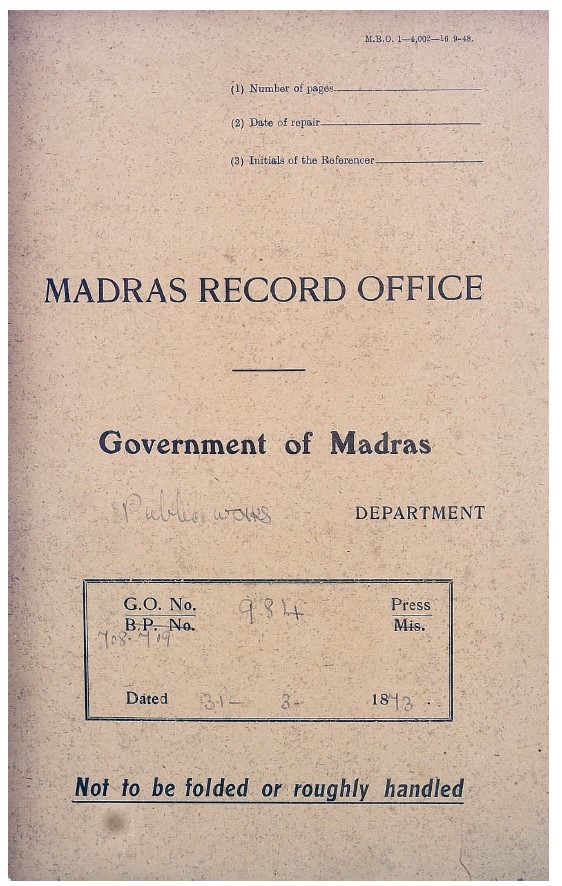 M.R.O. 1—4,002—16 9-48.
(1) Number of pages
(2) Date of repair
(3) Initials of the Referencer
MADRAS RECORD OFFICE
Government of Madras
Public works DEPARTMENT
G.O. No. 984 Press
B.P. No. Mis.
708-719
Dated 31- 3- 1873.
Not to be folded or roughly handled